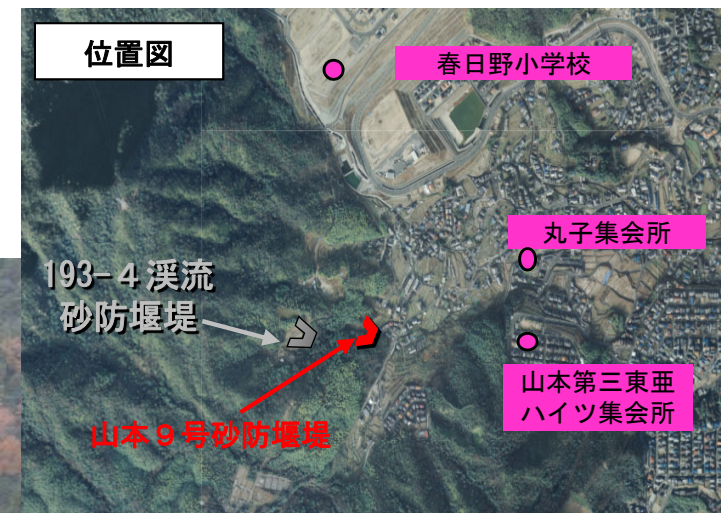 位置図
春日野小学校
丸子集会所
193-4渓流
砂防堰堤
山本第三東亜
ハイツ集会所
山本９号砂防堰堤